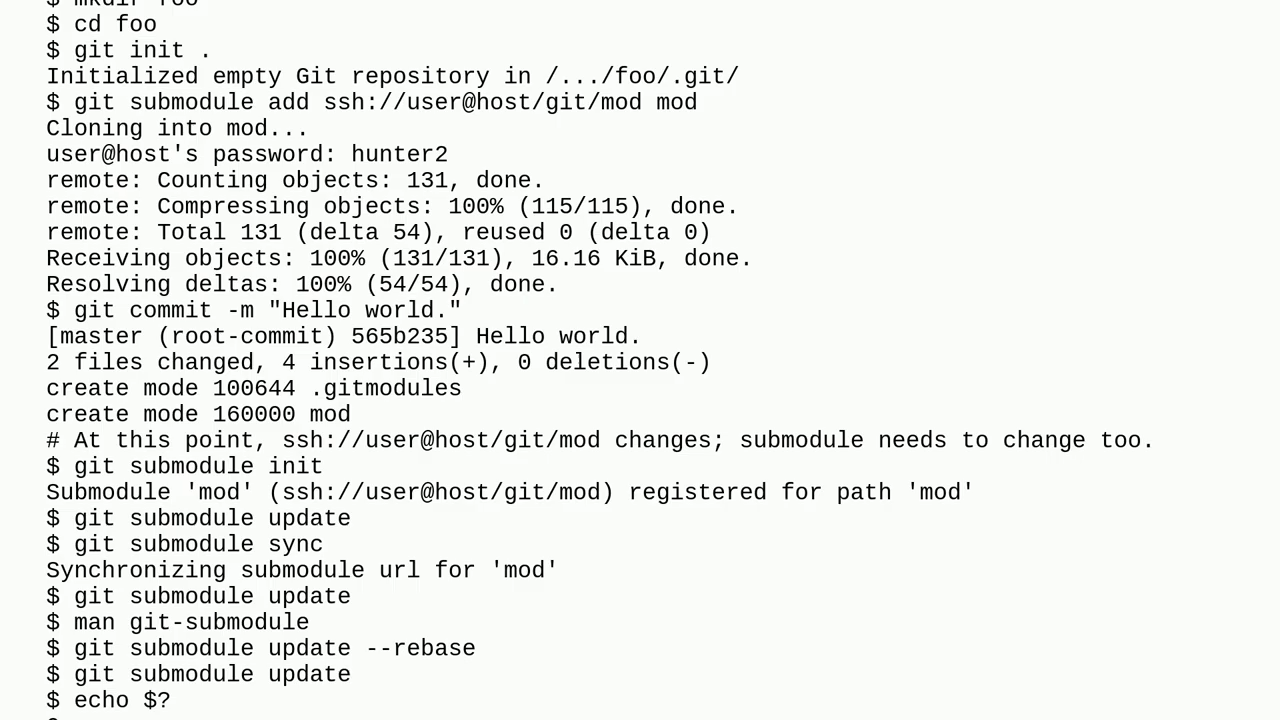 $ mkdir foo
$ cd foo
$ git init .
Initialized empty Git repository in /.../foo/.git/
$ git submodule add ssh://user@host/git/mod mod
Cloning into mod...
user@host's password: hunter2
remote: Counting objects: 131, done.
remote: Compressing objects: 100% (115/115), done.
remote: Total 131 (delta 54), reused 0 (delta 0)
Receiving objects: 100% (131/131), 16.16 KiB, done.
Resolving deltas: 100% (54/54), done.
$ git commit -m "Hello world."
[master (root-commit) 565b235] Hello world.
2 files changed, 4 insertions(+), 0 deletions(-)
create mode 100644 .gitmodules
create mode 160000 mod
# At this point, ssh://user@host/git/mod changes; submodule needs to change too.
$ git submodule init
Submodule 'mod' (ssh://user@host/git/mod) registered for path 'mod'
$ git submodule update
$ git submodule sync
Synchronizing submodule url for 'mod'
$ git submodule update
$ man git-submodule
$ git submodule update --rebase
$ git submodule update
$ echo $?